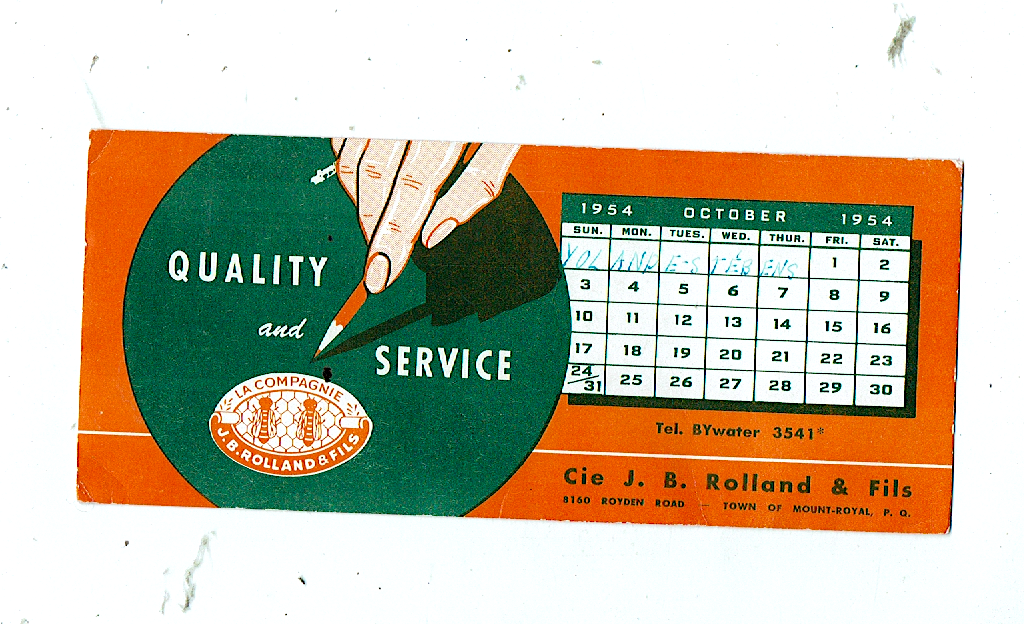 QUALITY
and
SERVICE
LA COMPAGNIE
J.B. ROLLAND & FILS
1954 OCTOBER 1954
SUN. MON. TUES. WED. THUR. FRI. SAT.
YOLANDE STEBENS 1 2
3 4 5 6 7 8 9
10 11 12 13 14 15 16
17 18 19 20 21 22 23
24/31 25 26 27 28 29 30
Tel. BYwater 3541*
Cie J. B. Rolland & Fils
8160 ROYDEN ROAD — TOWN OF MOUNT-ROYAL, P. Q.